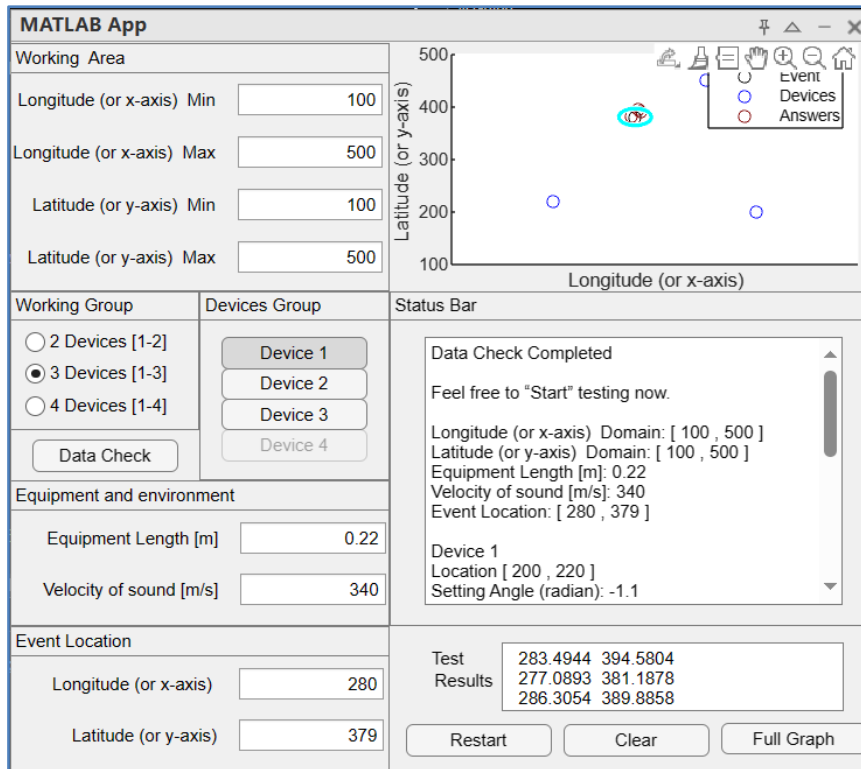 MATLAB App
Working Area
Longitude (or x-axis) Min 100
Longitude (or x-axis) Max 500
Latitude (or y-axis) Min 100
Latitude (or y-axis) Max 500
500
400
300
200
100
Latitude (or y-axis)
Longitude (or x-axis)
Event
Devices
Answers
Working Group
2 Devices [1-2]
3 Devices [1-3]
4 Devices [1-4]
Data Check
Devices Group
Device 1
Device 2
Device 3
Device 4
Status Bar
Data Check Completed
Feel free to “Start” testing now.
Longitude (or x-axis) Domain: [ 100 , 500 ]
Latitude (or y-axis) Domain: [ 100 , 500 ]
Equipment Length [m]: 0.22
Velocity of sound [m/s]: 340
Event Location: [ 280 , 379 ]
Device 1
Location [ 200 , 220 ]
Setting Angle (radian): -1.1
Equipment and environment
Equipment Length [m] 0.22
Velocity of sound [m/s] 340
Event Location
Longitude (or x-axis) 280
Latitude (or y-axis) 379
Test Results
283.4944 394.5804
277.0893 381.1878
286.3054 389.8858
Restart
Clear
Full Graph